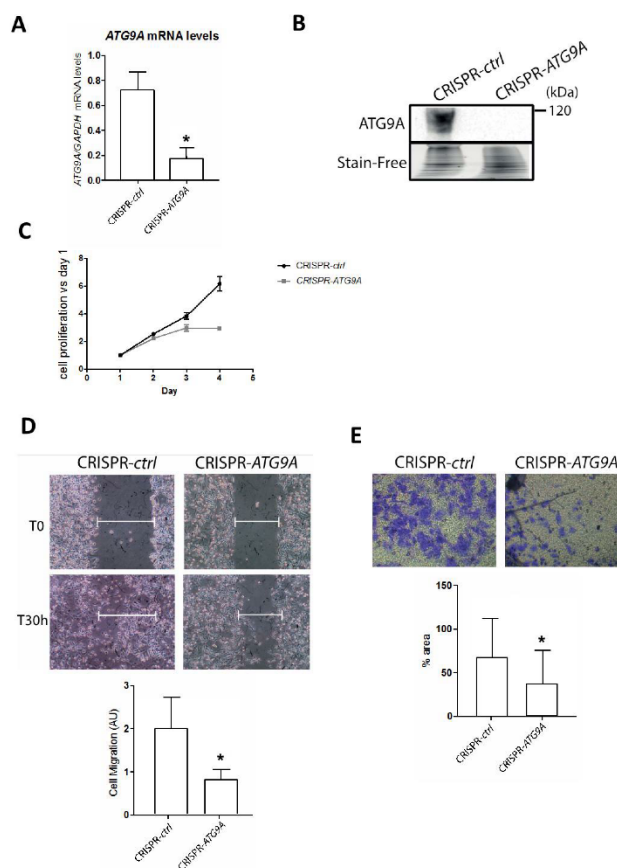 A
ATG9A mRNA levels
ATG9A/GAPDH mRNA levels
1.0
0.8
0.6
0.4
0.2
0.0
*
CRISPR-ctrl
CRISPR-ATG9A
B
CRISPR-ctrl
CRISPR-ATG9A
(kDa)
120
ATG9A
Stain-Free
C
cell proliferation vs day 1
8
6
4
2
0
0 1 2 3 4 5
Day
CRISPR-ctrl
CRISPR-ATG9A
D
CRISPR-ctrl CRISPR-ATG9A
T0
T30h
Cell Migration (AU)
3
2
1
0
*
CRISPR-ctrl
CRISPR-ATG9A
E
CRISPR-ctrl CRISPR-ATG9A
% area
150
100
50
0
*
CRISPR-ctrl
CRISPR-ATG9A